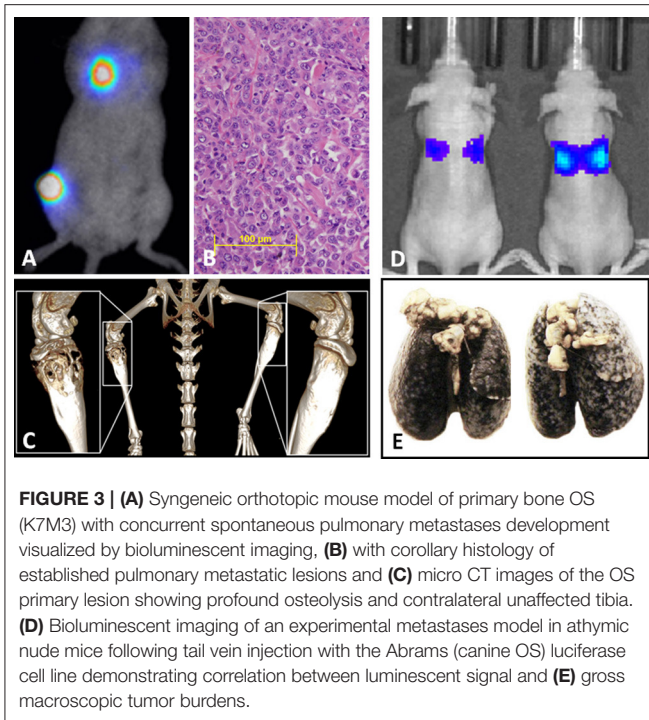 A
B
100 µm
D
C
E
FIGURE 3 | (A) Syngeneic orthotopic mouse model of primary bone OS
(K7M3) with concurrent spontaneous pulmonary metastases development
visualized by bioluminescent imaging, (B) with corollary histology of
established pulmonary metastatic lesions and (C) micro CT images of the OS
primary lesion showing profound osteolysis and contralateral unaffected tibia.
(D) Bioluminescent imaging of an experimental metastases model in athymic
nude mice following tail vein injection with the Abrams (canine OS) luciferase
cell line demonstrating correlation between luminescent signal and (E) gross
macroscopic tumor burdens.